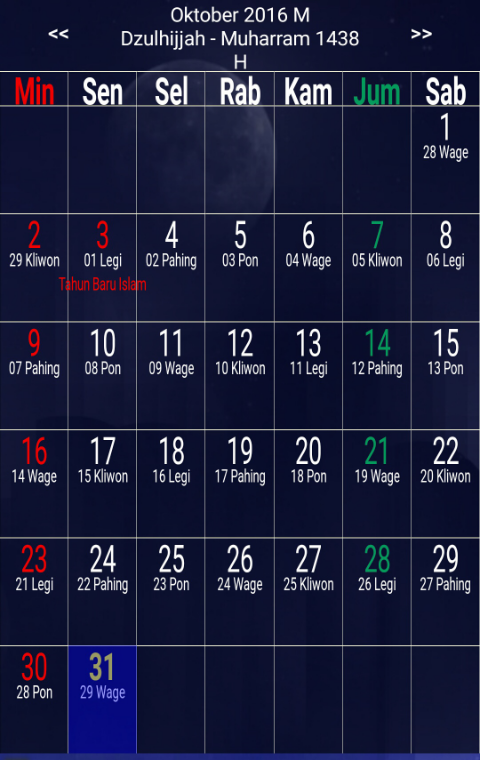 Oktober 2016 M
<< Dzulhijjah - Muharram 1438 >>
H
Min Sen Sel Rab Kam Jum Sab
1
28 Wage
2 3 4 5 6 7 8
29 Kliwon 01 Legi 02 Pahing 03 Pon 04 Wage 05 Kliwon 06 Legi
Tahun Baru Islam
9 10 11 12 13 14 15
07 Pahing 08 Pon 09 Wage 10 Kliwon 11 Legi 12 Pahing 13 Pon
16 17 18 19 20 21 22
14 Wage 15 Kliwon 16 Legi 17 Pahing 18 Pon 19 Wage 20 Kliwon
23 24 25 26 27 28 29
21 Legi 22 Pahing 23 Pon 24 Wage 25 Kliwon 26 Legi 27 Pahing
30 31
28 Pon 29 Wage